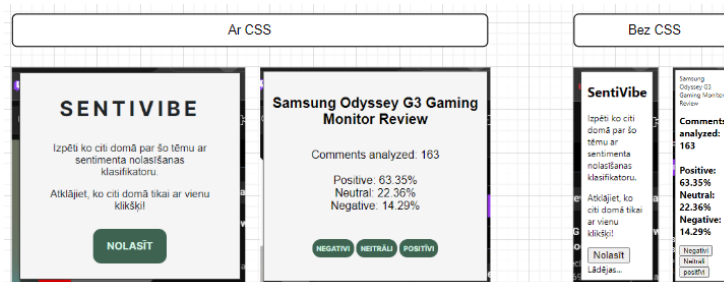 Ar CSS
Bez CSS
SENTIVIBE
Izpēti ko citi domā par šo tēmu ar
sentimenta nolasīšanas
klasifikatoru.
Atklājiet, ko citi domā tikai ar vienu
klikšķi!
NOLASĪT
Samsung Odyssey G3 Gaming
Monitor Review
Comments analyzed: 163
Positive: 63.35%
Neutral: 22.36%
Negative: 14.29%
NEGATIVI NEITRĀLI POSITĪVI
SentiVibe
Izpēti ko citi
domā par šo
tēmu ar
sentimenta
nolasīšanas
klasifikatoru.
Atklājiet, ko
citi domā tikai
ar vienu
klikšķi!
Nolasīt
Lādējas...
Samsung
Odyssey G3
Gaming Monitor
Review
Comments
analyzed:
163
Positive:
63.35%
Neutral:
22.36%
Negative:
14.29%
Negatīvi
Neitrali
positīvi